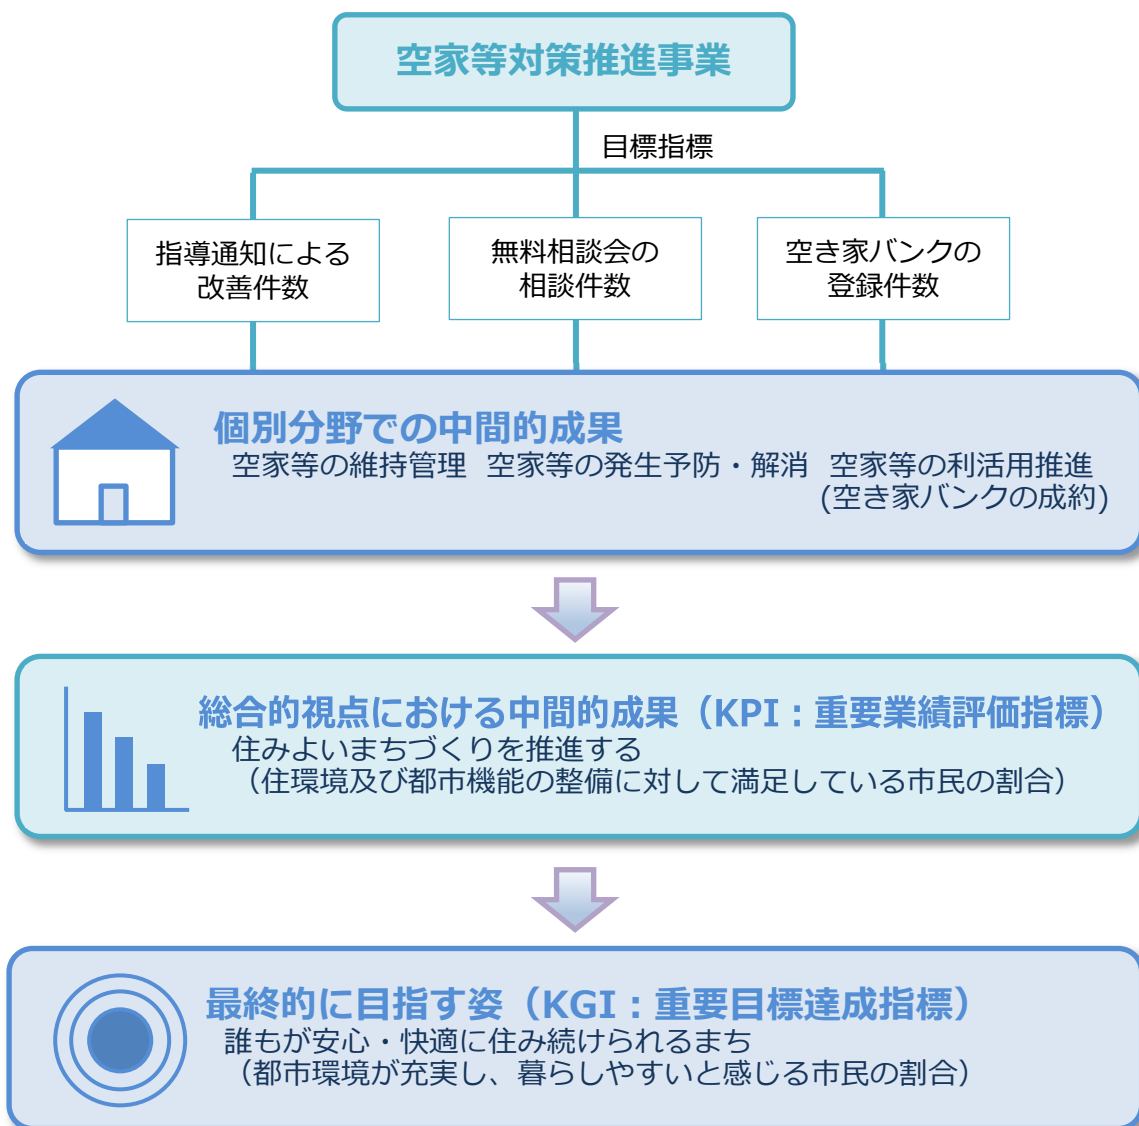 空家等対策推進事業
目標指標
指導通知による
改善件数
無料相談会の
相談件数
空き家バンクの
登録件数
個別分野での中間的成果
空家等の維持管理 空家等の発生予防・解消 空家等の利活用推進
(空き家バンクの成約)
総合的視点における中間的成果（KPI：重要業績評価指標）
住みよいまちづくりを推進する
（住環境及び都市機能の整備に対して満足している市民の割合）
最終的に目指す姿（KGI：重要目標達成指標）
誰もが安心・快適に住み続けられるまち
（都市環境が充実し、暮らしやすいと感じる市民の割合）